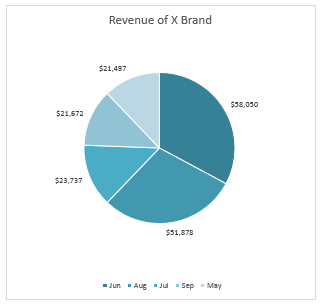 Revenue of X Brand
$21,497
$58,050
$21,672
$23,737
$51,878
Jun Aug Jul Sep May